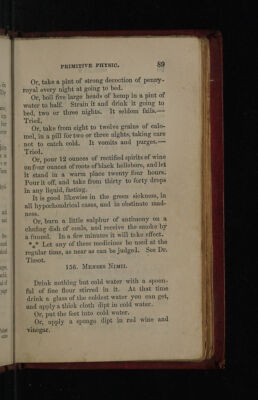 PRIMITIVE PHYSIC. 89
Or, take a pint of strong decoction of penny-
royal every night at going to bed.
Or, boil five large heads of hemp in a pint of
water to half. Strain it and drink it going to
bed, two or three nights. It seldom fails.—
Tried.
Or, take from eight to twelve grains of calo-
mel, in a pill for two or three nights, taking care
not to catch cold. It vomits and purges.—
Tried.
Or, pour 12 ounces of rectified spirits of wine
on four ounces of roots of black hellebore, and let
it stand in a warm place twenty four hours.
Pour it off, and take from thirty to forty drops
in any liquid, fasting.
It is good likewise in the green sickness, in
all hypochondrical cases, and in obstinate mad-
ness.
Or, burn a little sulphur of antimony on a
chafing dish of coals, and receive the smoke by
a funnel. In a few minutes it will take effect.
*** Let any of these medicines be used at the
regular time, as near as can be judged. See Dr.
Tissot.
156. MENSES NIMII.
Drink nothing but cold water with a spoon-
ful of fine flour stirred in it. At that time
drink a glass of the coldest water you can get,
and apply a thick cloth dipt in cold water.
Or, put the feet into cold water.
Or, apply a sponge dipt in red wine and
vinegar.